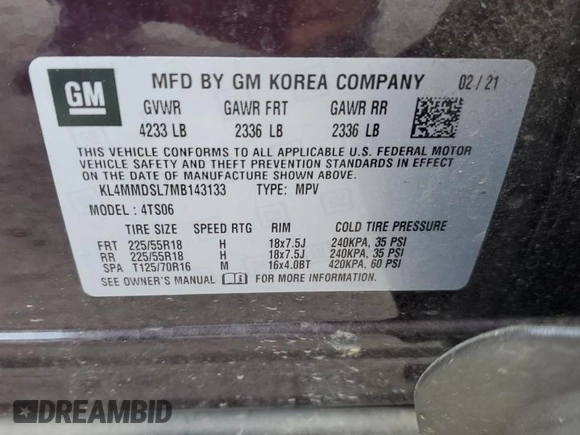 GM
MFD BY GM KOREA COMPANY 02 / 21
GVWR GAWR FRT GAWR RR
4233 LB 2336 LB 2336 LB
THIS VEHICLE CONFORMS TO ALL APPLICABLE U.S. FEDERAL MOTOR
VEHICLE SAFETY AND THEFT PREVENTION STANDARDS IN EFFECT
ON THE DATE OF MANUFACTURE SHOWN ABOVE.
KL4MMDSL7MB143133 TYPE: MPV
MODEL : 4TS06
TIRE SIZE SPEED RTG RIM COLD TIRE PRESSURE
FRT 225/55R18 H 18x7.5J 240KPA, 35 PSI
RR 225/55R18 H 18x7.5J 240KPA, 35 PSI
SPA T125/70R16 M 16x4.0BT 420KPA, 60 PSI
SEE OWNER'S MANUAL FOR MORE INFORMATION
DREAMBID